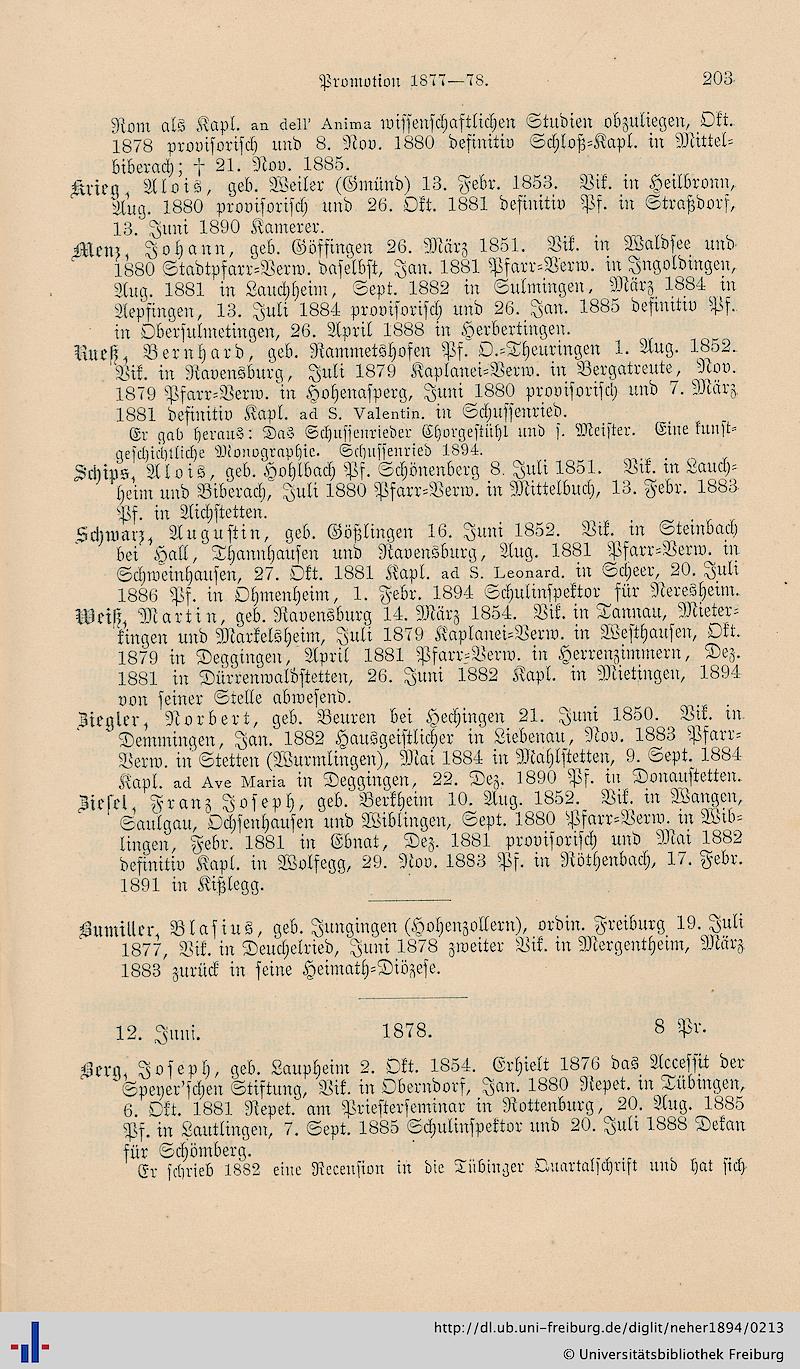 Promotion 1877—78. 203
Rom als Kapl. an dell' Anima wissenschaftlichen Studien obzuliegen, Okt.
1878 provisorisch und 8. Nov. 1880 definitiv Schloß-Kapl. in Mittel-
biberach; † 21. Nov. 1885.
Krieg, Alois, geb. Weiler (Gmünd) 13. Febr. 1853. Vik. in Heilbronn,
Aug. 1880 provisorisch und 26. Okt. 1881 definitiv Pf. in Straßdorf,
13. Juni 1890 Kamerer.
Menz, Johann, geb. Göffingen 26. März 1851. Vik. in Waldsee und
1880 Stadtpfarr-Verw. daselbst, Jan. 1881 Pfarr-Verw. in Ingoldingen,
Aug. 1881 in Lauchheim, Sept. 1882 in Sulmingen, März 1884 in
Aepfingen, 13. Juli 1884 provisorisch und 26. Jan. 1885 definitiv Pf.
in Obersulmetingen, 26. April 1888 in Herbertingen.
Rueß, Bernhard, geb. Rammetshofen Pf. O.-Theuringen 1. Aug. 1852.
Vik. in Ravensburg, Juli 1879 Kaplanei-Verw. in Bergatreute, Nov.
1879 Pfarr-Verw. in Hohenasperg, Juni 1880 provisorisch und 7. März
1881 definitiv Kapl. ad S. Valentin. in Schussenried.
Er gab heraus: Das Schussenrieder Chorgestühl und s. Meister. Eine kunst-
geschichtliche Monographie. Schussenried 1894.
Schips, Alois, geb. Hohlbach Pf. Schönenberg 8. Juli 1851. Vik. in Lauch-
heim und Biberach, Juli 1880 Pfarr-Verw. in Mittelbuch, 13. Febr. 1883
Pf. in Aichstetten.
Schwarz, Augustin, geb. Gößlingen 16. Juni 1852. Vik. in Steinbach
bei Hall, Thannhausen und Ravensburg, Aug. 1881 Pfarr-Verw. in
Schweinhausen, 27. Okt. 1881 Kapl. ad S. Leonard. in Scheer, 20. Juli
1886 Pf. in Ohmenheim, 1. Febr. 1894 Schulinspektor für Neresheim.
Weiß, Martin, geb. Ravensburg 14. März 1854. Vik. in Tannau, Mieter-
kingen und Markelsheim, Juli 1879 Kaplanei-Verw. in Westhausen, Okt.
1879 in Deggingen, April 1881 Pfarr-Verw. in Herrenzimmern, Dez.
1881 in Dürrenwaldstetten, 26. Juni 1882 Kapl. in Mietingen, 1894
von seiner Stelle abwesend.
Ziegler, Norbert, geb. Beuren bei Hechingen 21. Juni 1850. Vik. in
Demmingen, Jan. 1882 Hausgeistlicher in Liebenau, Nov. 1883 Pfarr-
Verw. in Stetten (Wurmlingen), Mai 1884 in Mahlstetten, 9. Sept. 1884
Kapl. ad Ave Maria in Deggingen, 22. Dez. 1890 Pf. in Donaustetten.
Ziesel, Franz Joseph, geb. Berkheim 10. Aug. 1852. Vik. in Wangen,
Saulgau, Ochsenhausen und Wiblingen, Sept. 1880 Pfarr-Verw. in Wib-
lingen, Febr. 1881 in Ebnat, Dez. 1881 provisorisch und Mai 1882
definitiv Kapl. in Wolfegg, 29. Nov. 1883 Pf. in Röthenbach, 17. Febr.
1891 in Kißlegg.
Bumiller, Blasius, geb. Jungingen (Hohenzollern), ordin. Freiburg 19. Juli
1877, Vik. in Deuchelried, Juni 1878 zweiter Vik. in Mergentheim, März
1883 zurück in seine Heimath-Diözese.
12. Juni. 1878. 8 Pr.
Berg, Joseph, geb. Laupheim 2. Okt. 1854. Erhielt 1876 das Accessit der
Speyer'schen Stiftung, Vik. in Oberndorf, Jan. 1880 Repet. in Tübingen,
6. Okt. 1881 Repet. am Priesterseminar in Rottenburg, 20. Aug. 1885
Pf. in Lautlingen, 7. Sept. 1885 Schulinspektor und 20. Juli 1888 Dekan
für Schömberg.
Er schrieb 1882 eine Recension in die Tübinger Quartalschrift und hat sich
http://dl.ub.uni-freiburg.de/diglit/neher1894/0213
© Universitätsbibliothek Freiburg